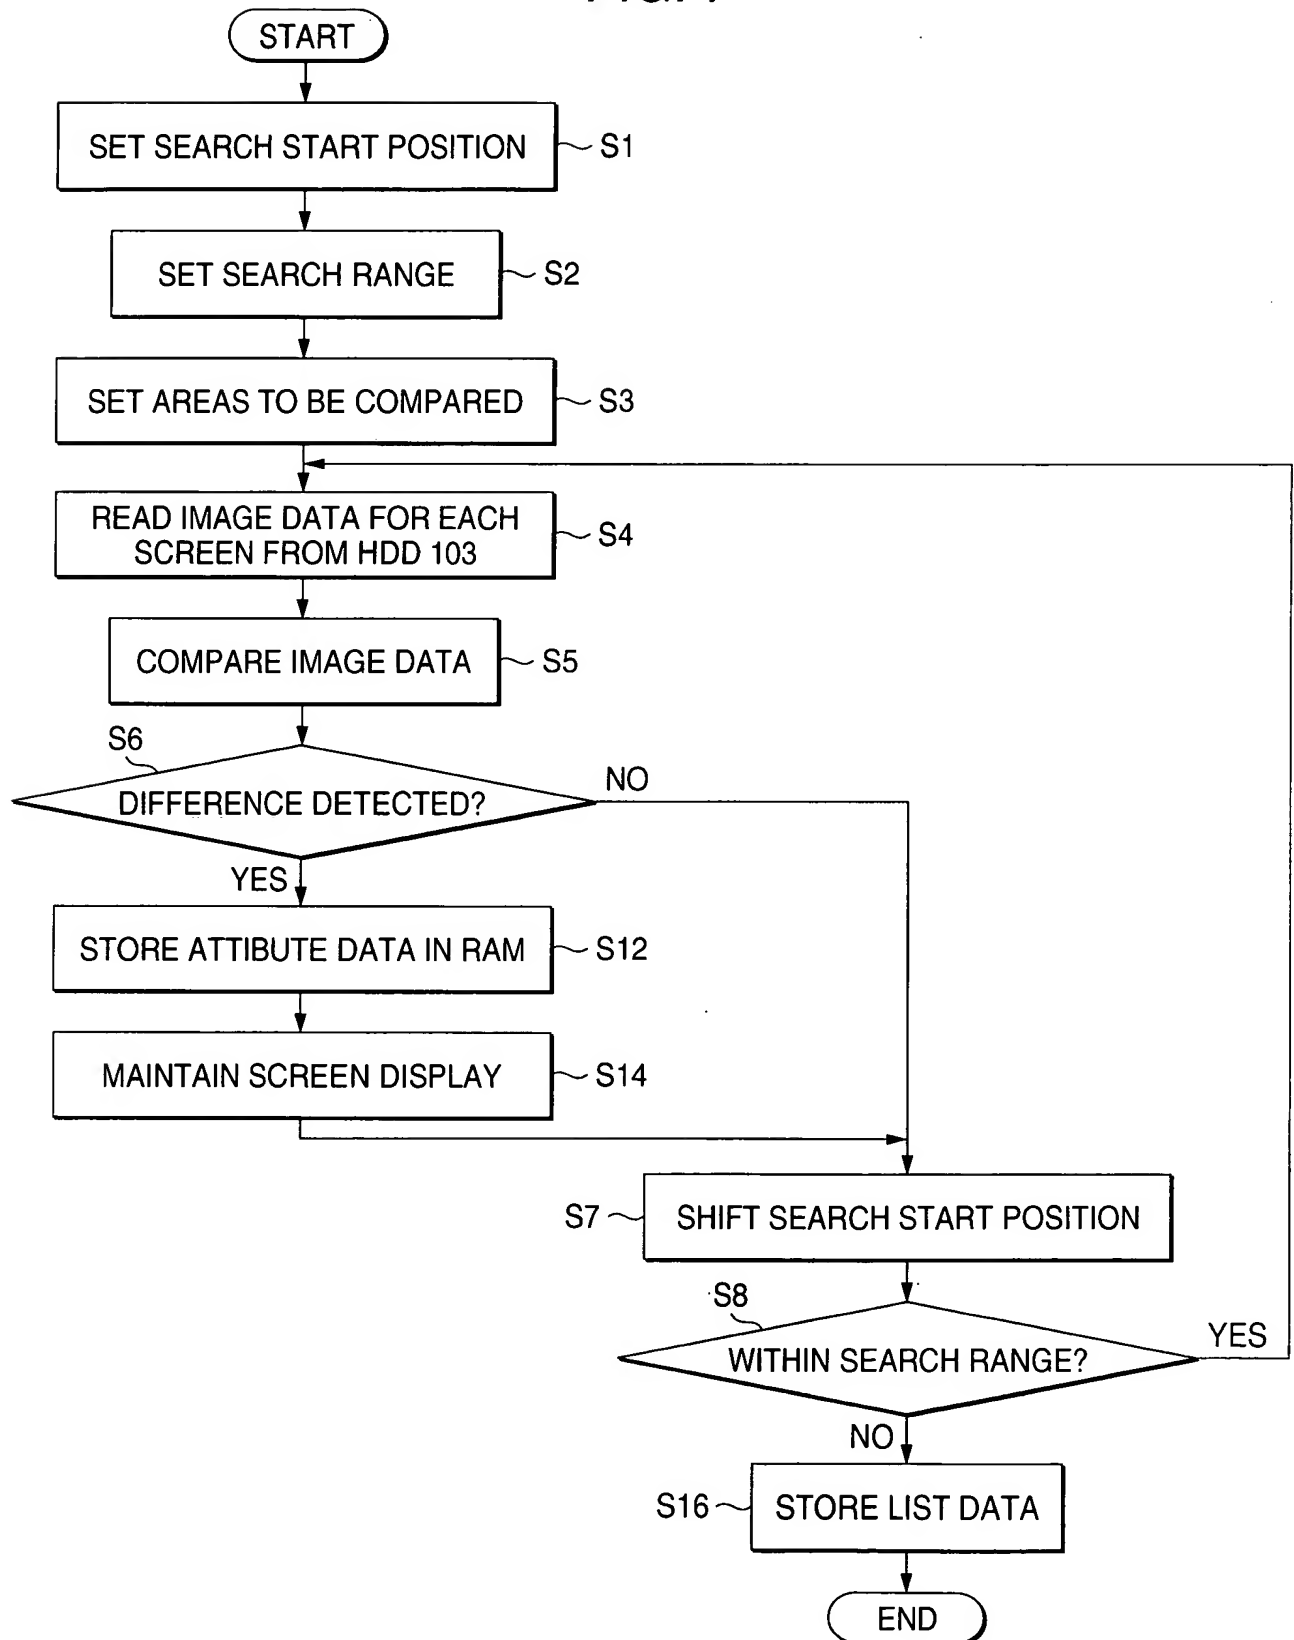 START
SET SEARCH START POSITION
S1
SET SEARCH RANGE
S2
SET AREAS TO BE COMPARED
S3
READ IMAGE DATA FOR EACH
SCREEN FROM HDD 103
S4
COMPARE IMAGE DATA
S5
S6
DIFFERENCE DETECTED?
NO
YES
STORE ATTIBUTE DATA IN RAM
S12
MAINTAIN SCREEN DISPLAY
S14
S7
SHIFT SEARCH START POSITION
S8
WITHIN SEARCH RANGE?
YES
NO
S16
STORE LIST DATA
END